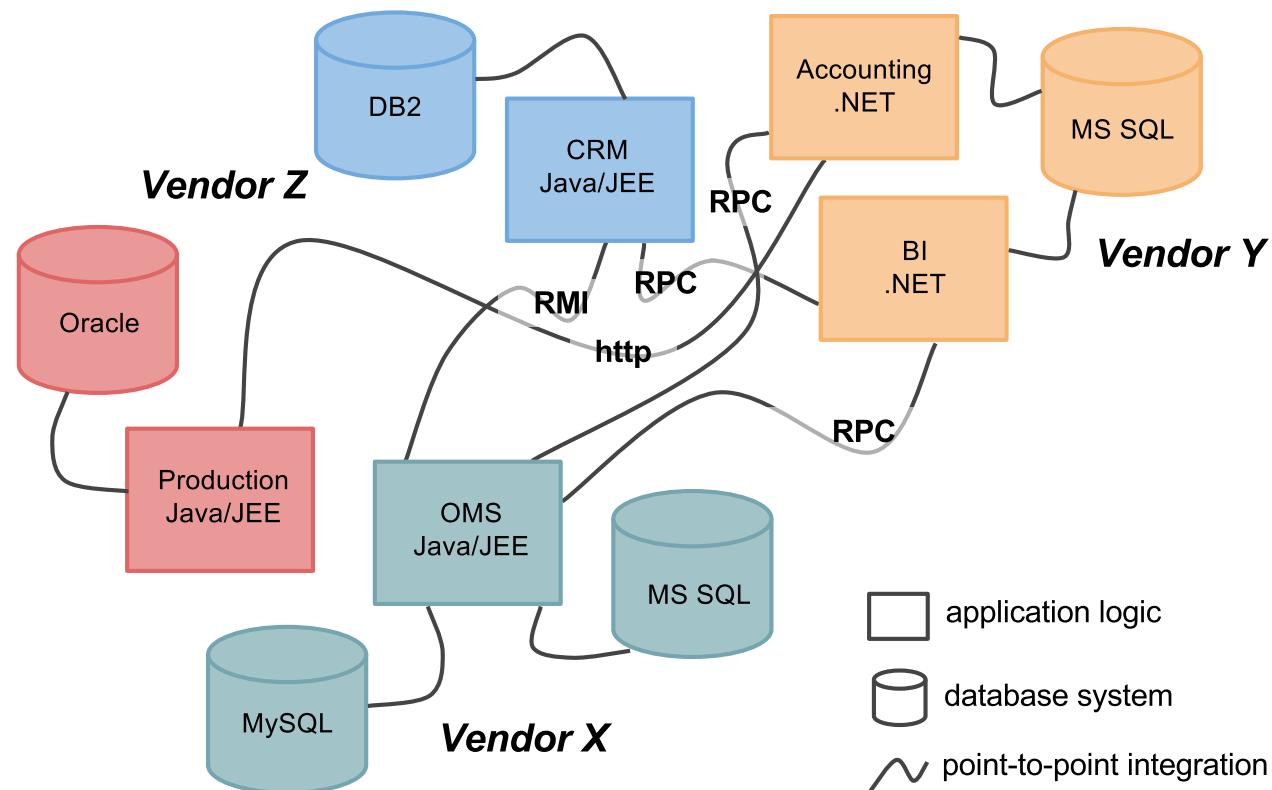 DB2
CRM
Java/JEE
Accounting
.NET
MS SQL
Vendor Z
RPC
BI
.NET
Vendor Y
Oracle
RMI
RPC
http
RPC
Production
Java/JEE
OMS
Java/JEE
MS SQL
MySQL
Vendor X
application logic
database system
point-to-point integration